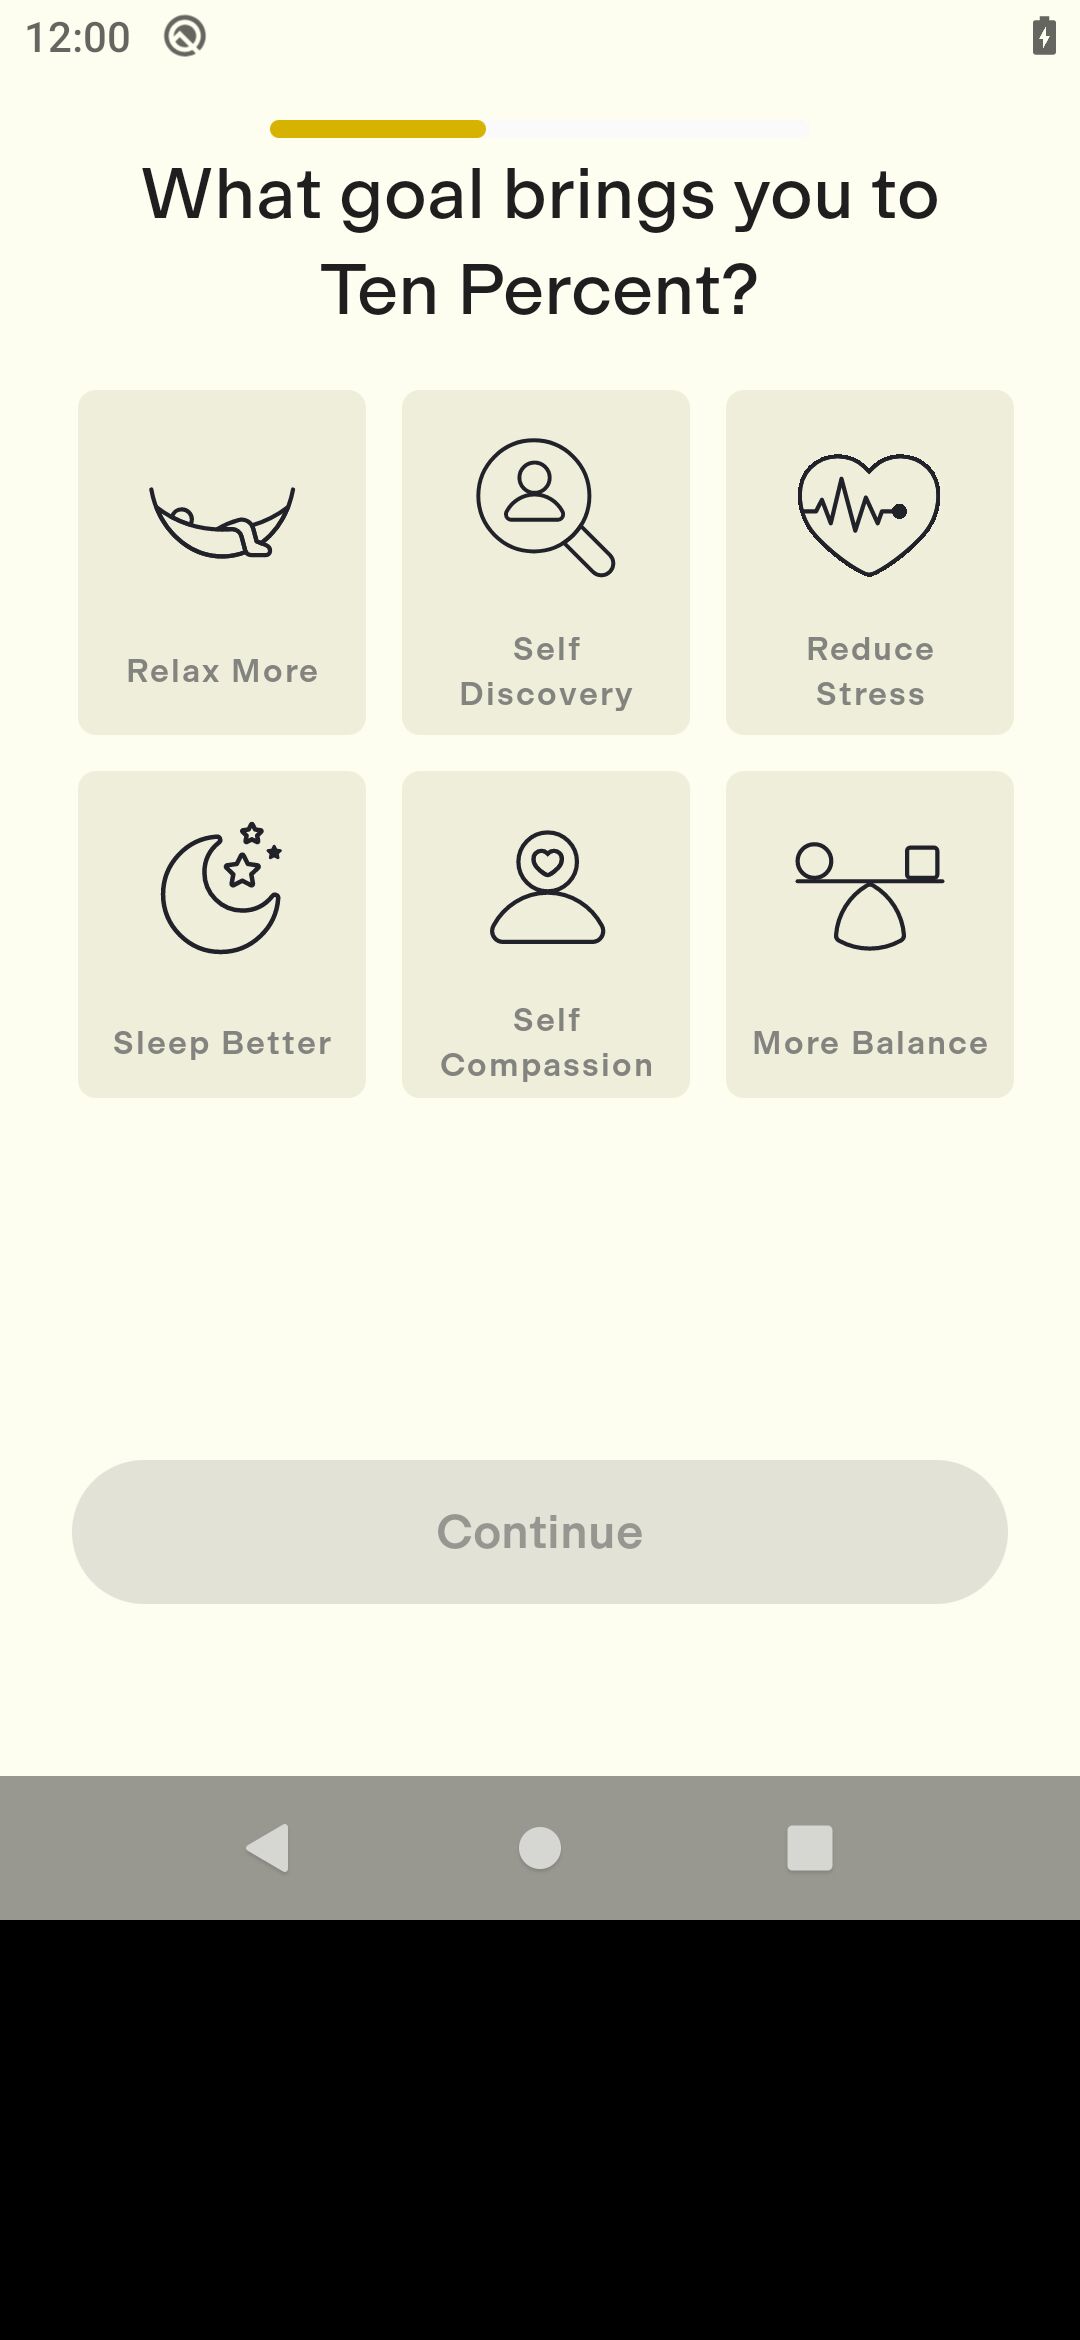 12:00
What goal brings you to
Ten Percent?
Relax More
Self
Discovery
Reduce
Stress
Sleep Better
Self
Compassion
More Balance
Continue